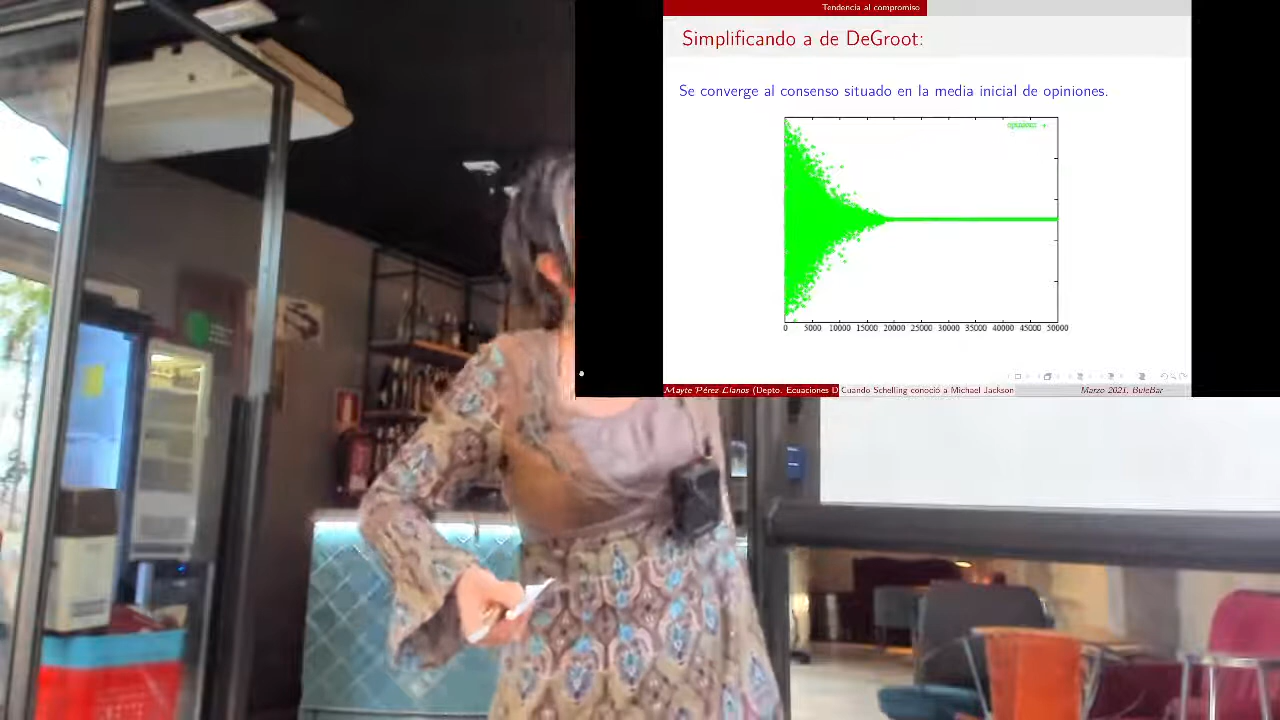 Tendencia al compromiso
Simplificando a de DeGroot:
Se converge al consenso situado en la media inicial de opiniones.
0 5000 10000 15000 20000 25000 30000 35000 40000 45000 50000
Mayte Pérez Llanos (Depto. Ecuaciones D
Cuando Schelling conoció a Michael Jackson
Marzo 2021, BuleBar